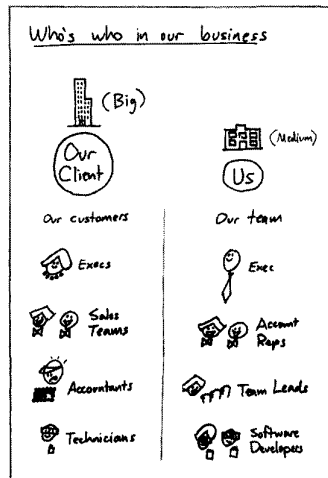 Who's who in our business
(Big)
Our
Client
(Medium)
Us
Our customers
Execs
Sales
Teams
Accountants
Technicians
Our team
Exec
Account
Reps
Team Leads
Software
Developers